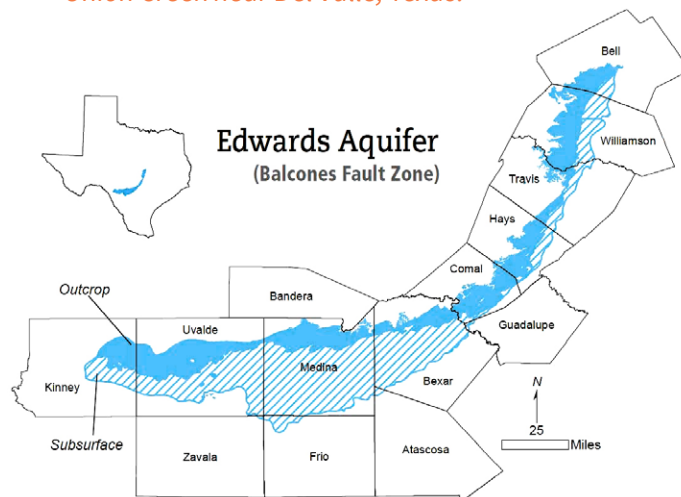 Edwards Aquifer
(Balcones Fault Zone)
Bell
Williamson
Travis
Hays
Comal
Guadalupe
Bandera
Outcrop
Uvalde
Medina
Bexar
Kinney
Subsurface
Zavala
Frio
Atascosa
N
25
Miles